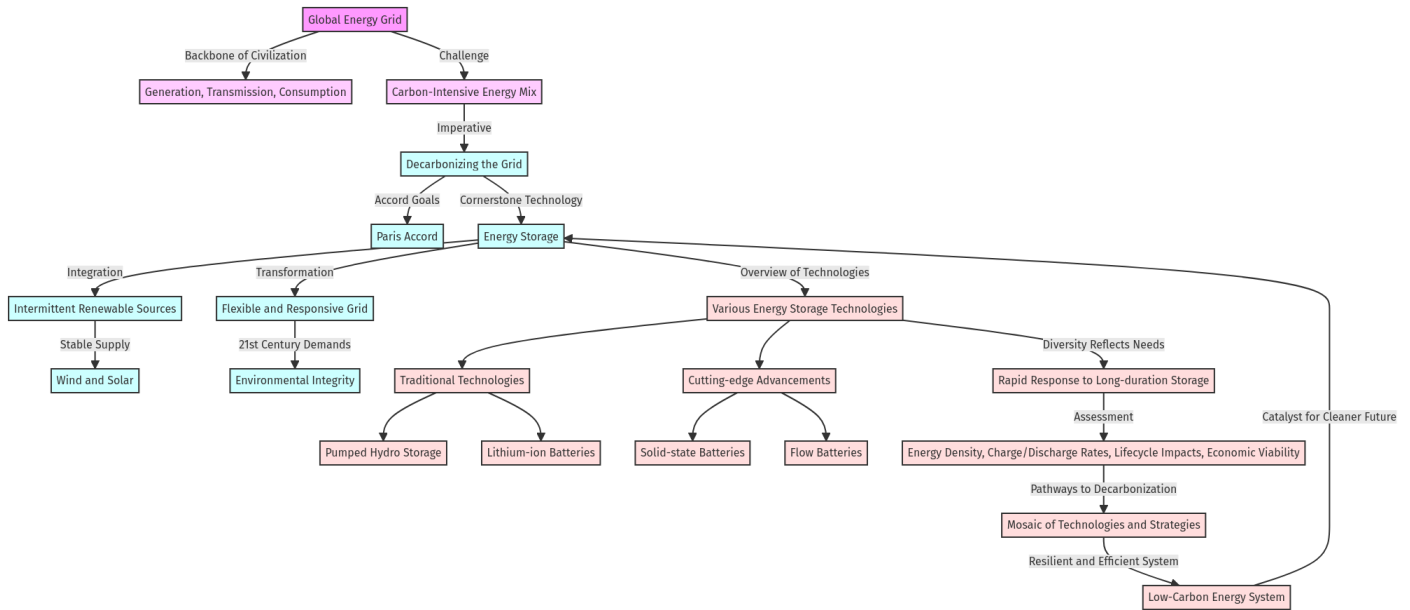 Global Energy Grid
Backbone of Civilization
Challenge
Generation, Transmission, Consumption
Carbon-Intensive Energy Mix
Imperative
Decarbonizing the Grid
Accord Goals
Cornerstone Technology
Paris Accord
Energy Storage
Integration
Transformation
Overview of Technologies
Intermittent Renewable Sources
Flexible and Responsive Grid
Various Energy Storage Technologies
Stable Supply
21st Century Demands
Diversity Reflects Needs
Wind and Solar
Environmental Integrity
Traditional Technologies
Cutting-edge Advancements
Rapid Response to Long-duration Storage
Assessment
Catalyst for Cleaner Future
Pumped Hydro Storage
Lithium-ion Batteries
Solid-state Batteries
Flow Batteries
Energy Density, Charge/Discharge Rates, Lifecycle Impacts, Economic Viability
Pathways to Decarbonization
Mosaic of Technologies and Strategies
Resilient and Efficient System
Low-Carbon Energy System